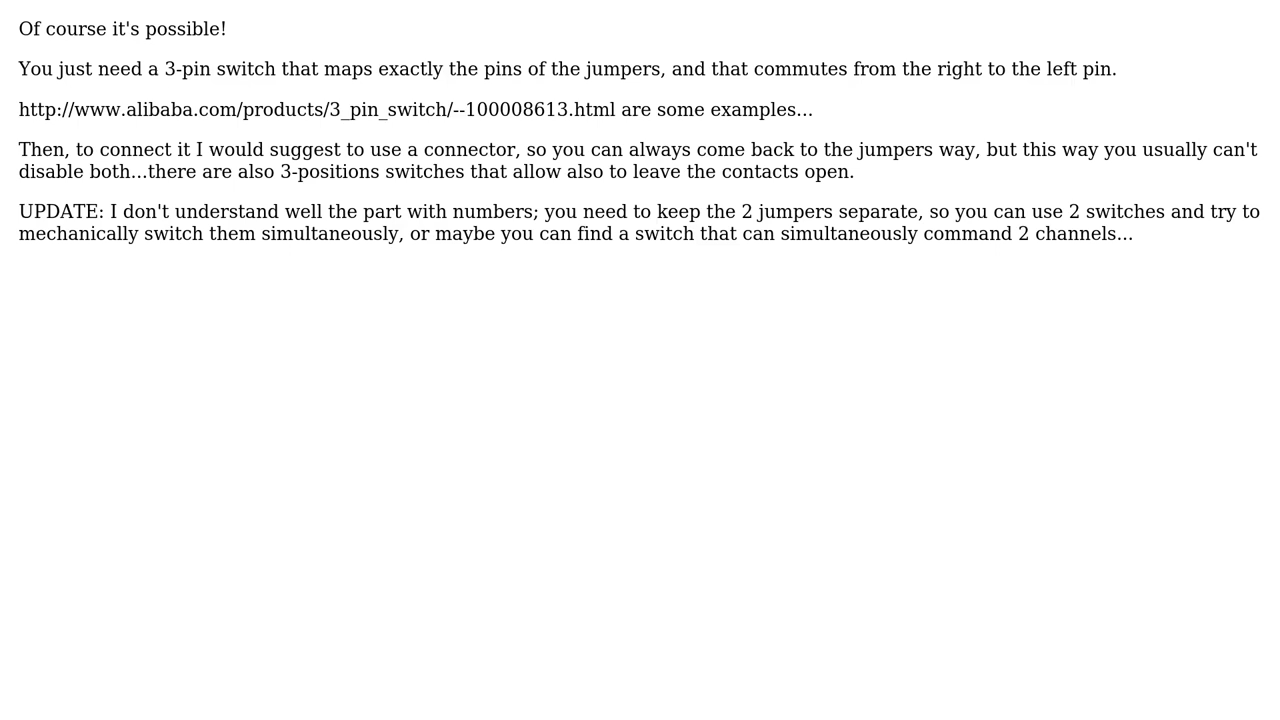 Of course it's possible!
You just need a 3-pin switch that maps exactly the pins of the jumpers, and that commutes from the right to the left pin.
http://www.alibaba.com/products/3_pin_switch/--100008613.html are some examples...
Then, to connect it I would suggest to use a connector, so you can always come back to the jumpers way, but this way you usually can't
disable both...there are also 3-positions switches that allow also to leave the contacts open.
UPDATE: I don't understand well the part with numbers; you need to keep the 2 jumpers separate, so you can use 2 switches and try to
mechanically switch them simultaneously, or maybe you can find a switch that can simultaneously command 2 channels...